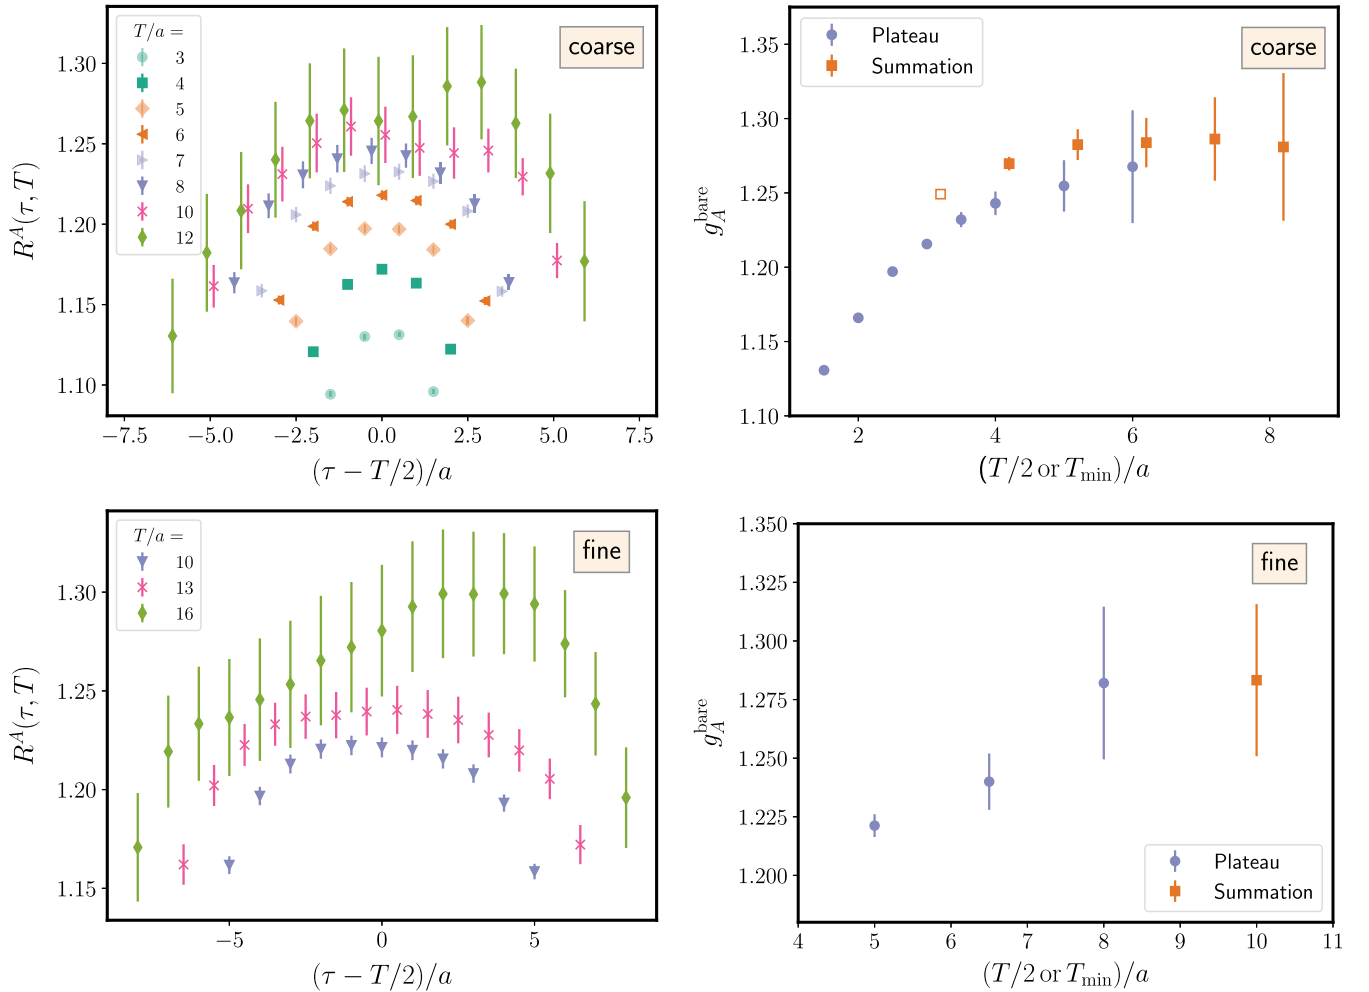 T/a =
3
4
5
6
7
8
10
12
coarse
1.30
1.25
1.20
1.15
1.10
R^A(τ, T)
−7.5 −5.0 −2.5 0.0 2.5 5.0 7.5
(τ − T/2)/a
Plateau
Summation
coarse
1.35
1.30
1.25
1.20
1.15
1.10
g_A^bare
2 4 6 8
(T/2 or T_min)/a
T/a =
10
13
16
fine
1.30
1.25
1.20
1.15
R^A(τ, T)
−5 0 5
(τ − T/2)/a
fine
1.350
1.325
1.300
1.275
1.250
1.225
1.200
g_A^bare
Plateau
Summation
4 5 6 7 8 9 10 11
(T/2 or T_min)/a